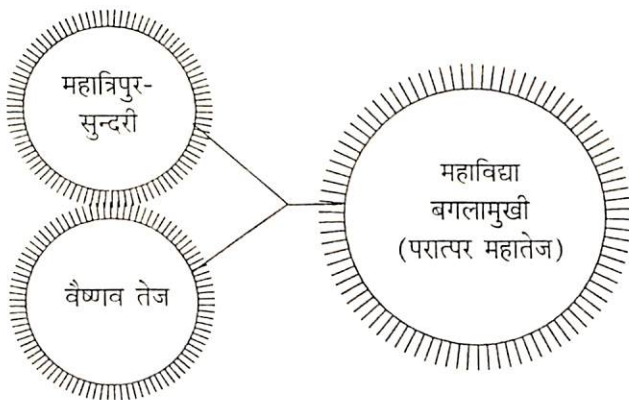 महात्रिपुर-
सुन्दरी
वैष्णव तेज
महाविद्या
बगलामुखी
(परात्पर महातेज)